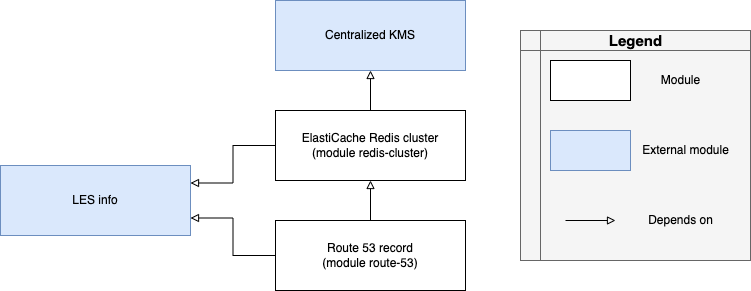 Centralized KMS
Legend
Module
ElastiCache Redis cluster
(module redis-cluster)
External module
LES info
Route 53 record
(module route-53)
Depends on